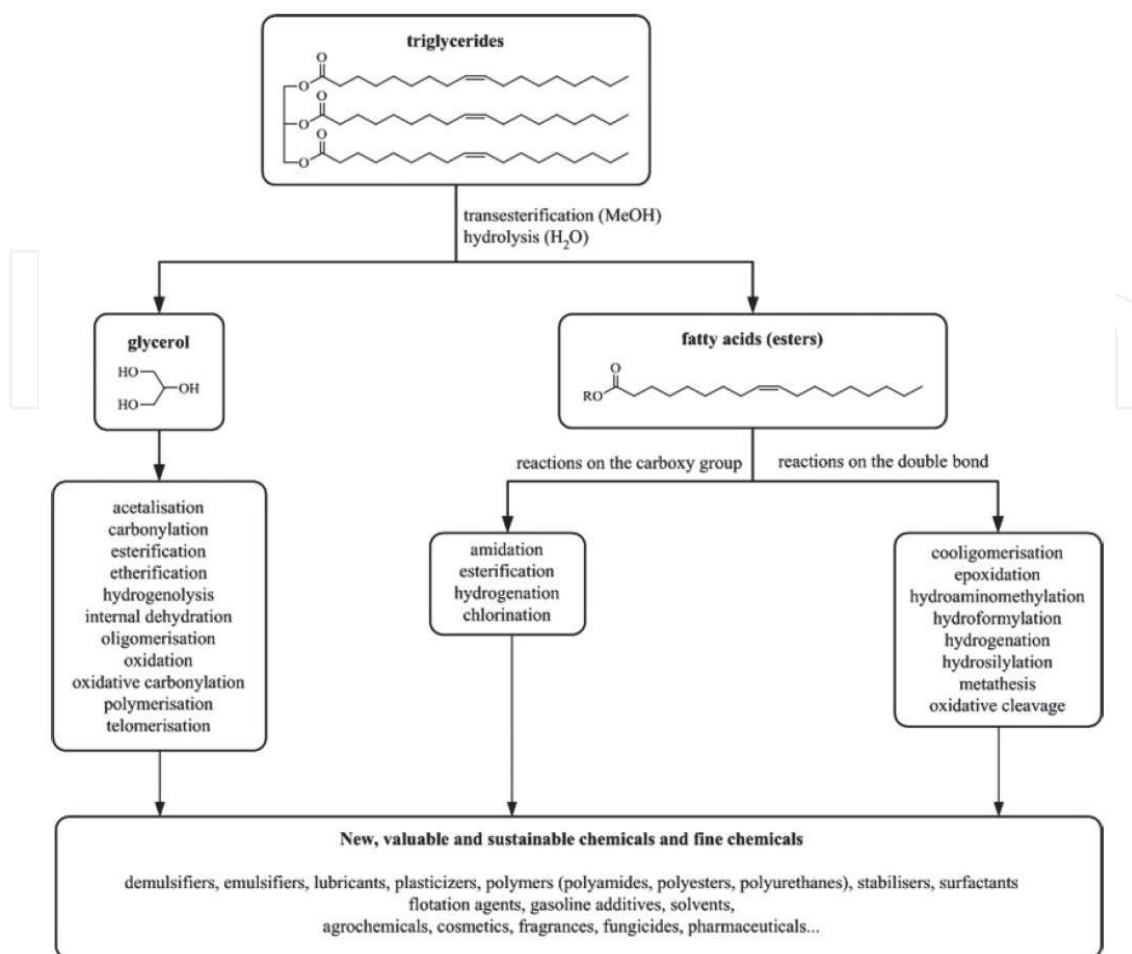 triglycerides
O
O
O
O
O
O
transesterification (MeOH)
hydrolysis (H₂O)
glycerol
HO
OH
HO
fatty acids (esters)
O
RO
reactions on the carboxy group
reactions on the double bond
acetalisation
carbonylation
esterification
etherification
hydrogenolysis
internal dehydration
oligomerisation
oxidation
oxidative carbonylation
polymerisation
telomerisation
amidation
esterification
hydrogenation
chlorination
cooligomerisation
epoxidation
hydroaminomethylation
hydroformylation
hydrogenation
hydrosilylation
metathesis
oxidative cleavage
New, valuable and sustainable chemicals and fine chemicals
demulsifiers, emulsifiers, lubricants, plasticizers, polymers (polyamides, polyesters, polyurethanes), stabilisers, surfactants
flotation agents, gasoline additives, solvents,
agrochemicals, cosmetics, fragrances, fungicides, pharmaceuticals...